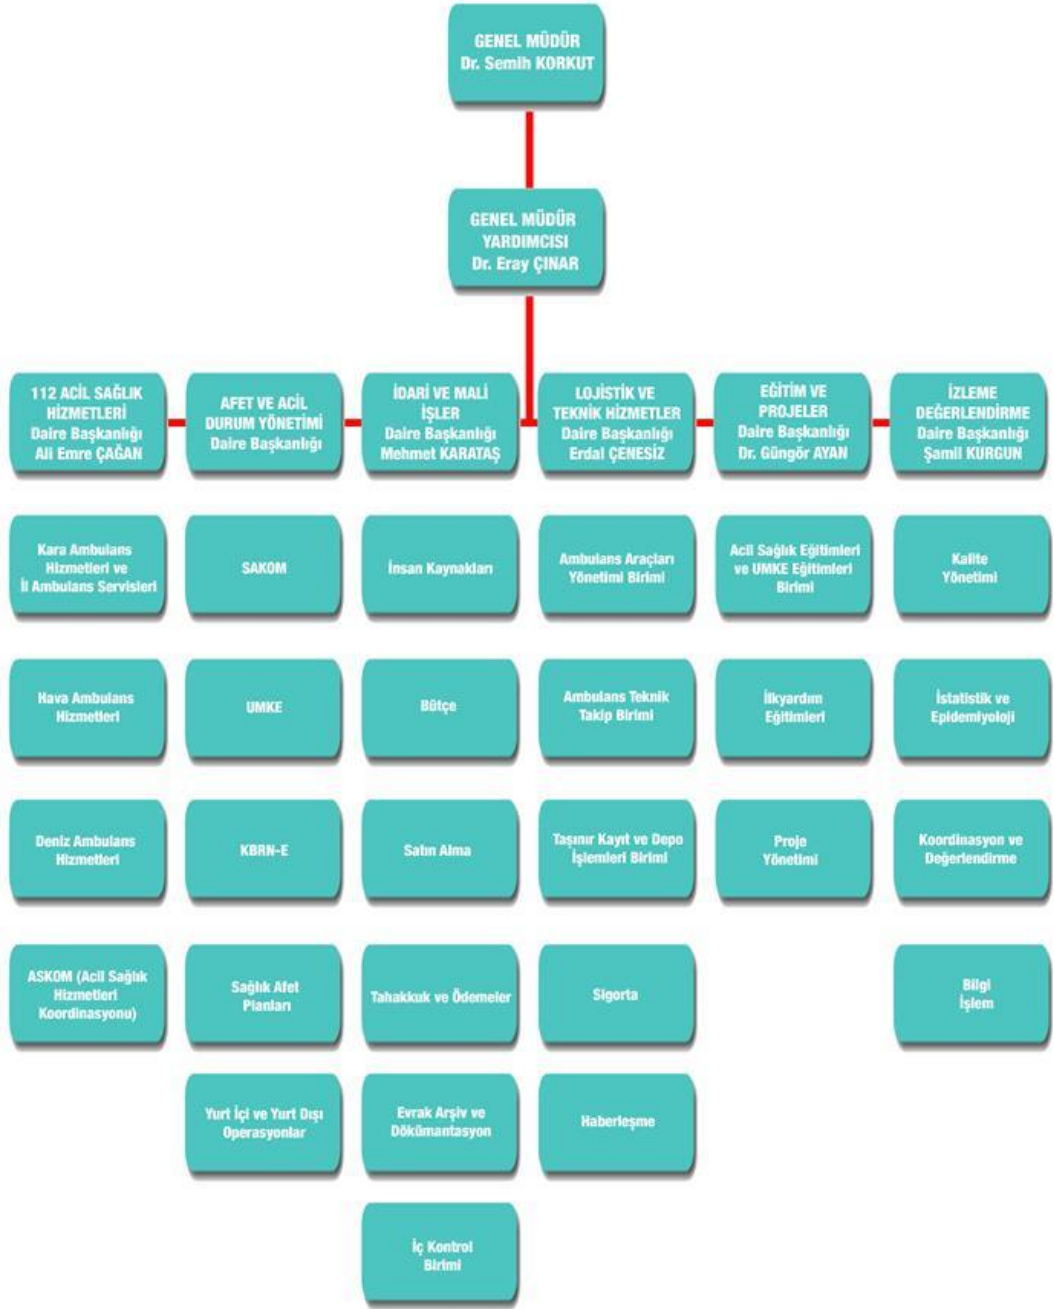 GENEL MÜDÜR
Dr. Semih KORKUT
GENEL MÜDÜR
YARDIMCISI
Dr. Eray ÇINAR
112 ACİL SAĞLIK
HİZMETLERİ
Daire Başkanlığı
Ali Emre ÇAĞAN
AFET VE ACİL
DURUM YÖNETİMİ
Daire Başkanlığı
İDARİ VE MALİ
İŞLER
Daire Başkanlığı
Mehmet KARATAŞ
LOJİSTİK VE
TEKNİK HİZMETLER
Daire Başkanlığı
Erdal ÇENESİZ
EĞİTİM VE
PROJELER
Daire Başkanlığı
Dr. Güngör AYAN
İZLEME
DEĞERLENDİRME
Daire Başkanlığı
Şamil KURGUN
Kara Ambulans
Hizmetleri ve
İl Ambulans Servisleri
SAKOM
İnsan Kaynakları
Ambulans Araçları
Yönetimi Birimi
Acil Sağlık Eğitimleri
ve UMKE Eğitimleri
Birimi
Kalite
Yönetimi
Hava Ambulans
Hizmetleri
UMKE
Bütçe
Ambulans Teknik
Takip Birimi
İlkyardım
Eğitimleri
İstatistik ve
Epidemiyoloji
Deniz Ambulans
Hizmetleri
KBRN-E
Satın Alma
Taşınır Kayıt ve Depo
İşlemleri Birimi
Proje
Yönetimi
Koordinasyon ve
Değerlendirme
ASKOM (Acil Sağlık
Hizmetleri
Koordinasyonu)
Sağlık Afet
Planları
Tahakkuk ve Ödemeler
Sigorta
Bilgi
İşlem
Yurt İçi ve Yurt Dışı
Operasyonlar
Evrak Arşiv ve
Dökümantasyon
Haberleşme
İç Kontrol
Birimi